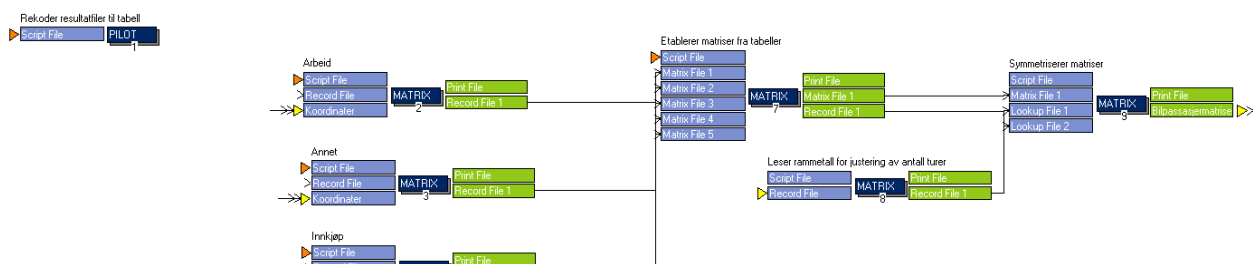 Rekoder resultatfiler til tabell
Script File
PILOT
1
Arbeid
Script File
Record File
Koordinater
MATRIX
2
Print File
Record File 1
Annet
Script File
Record File
Koordinater
MATRIX
3
Print File
Record File 1
Innkjøp
Script File
Print File
Etablerer matriser fra tabeller
Script File
Matrix File 1
Matrix File 2
Matrix File 3
Matrix File 4
Matrix File 5
MATRIX
7
Print File
Matrix File 1
Record File 1
Leser rammetall for justering av antall turer
Script File
Record File
MATRIX
8
Print File
Record File 1
Symmetriserer matriser
Script File
Matrix File 1
Lookup File 1
Lookup File 2
MATRIX
9
Print File
Bilpassasjermatrise